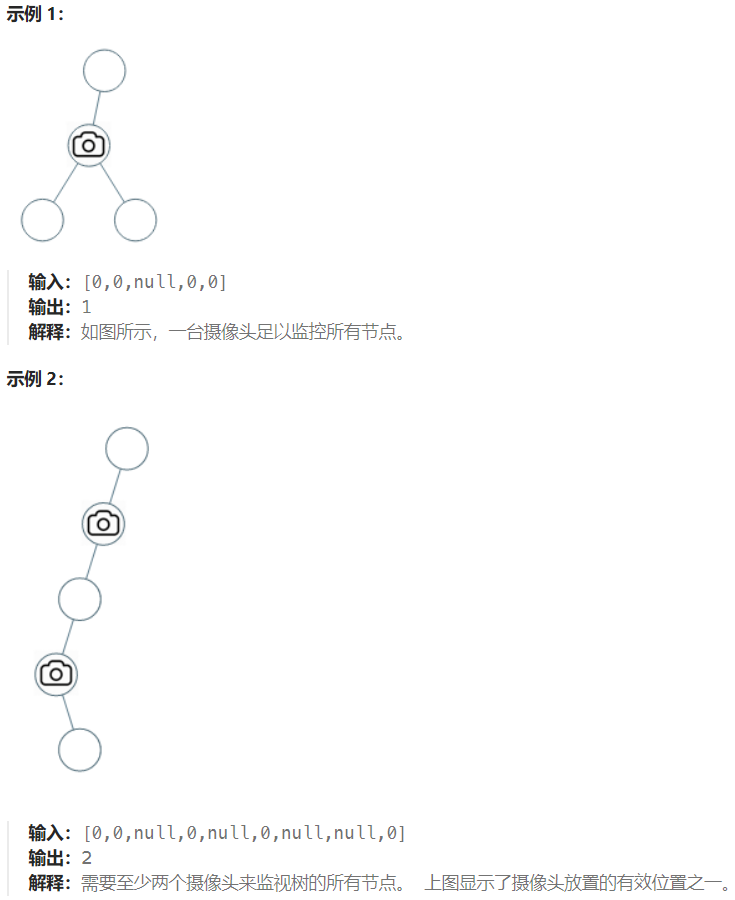 示例 1：
输入：[0,0,null,0,0]
输出：1
解释：如图所示，一台摄像头足以监控所有节点。
示例 2：
输入：[0,0,null,0,null,0,null,null,0]
输出：2
解释：需要至少两个摄像头来监视树的所有节点。 上图显示了摄像头放置的有效位置之一。